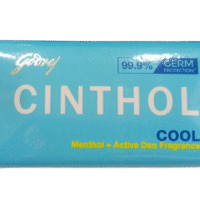 Godrej
99.9% GERM
PROTECTION*
CINTHOL
COOL
Menthol + Active Deo Fragrance